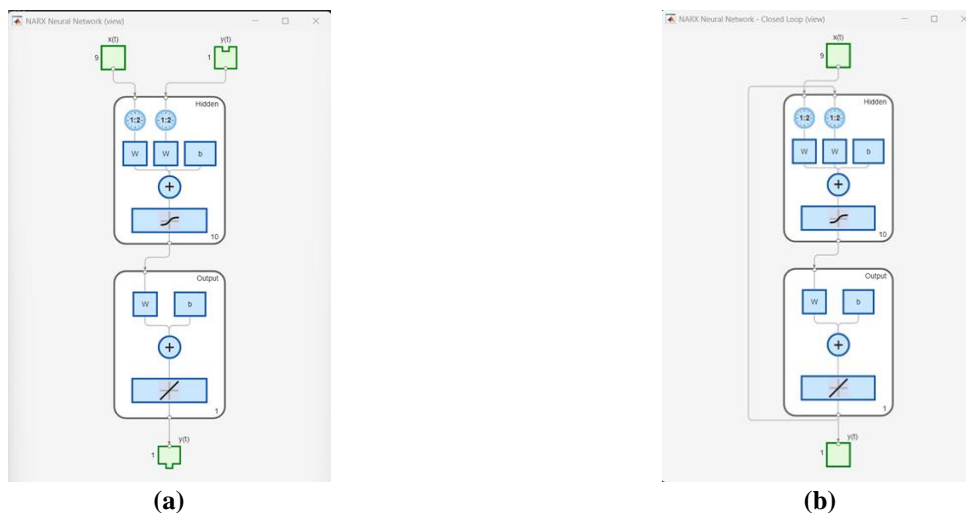 NARX Neural Network (view)
x(t)
y(t)
9
1
Hidden
1:2
1:2
W
W
b
+
10
Output
W
b
+
1
y(t)
1
(a)
NARX Neural Network - Closed Loop (view)
x(t)
9
Hidden
1:2
1:2
W
W
b
+
10
Output
W
b
+
1
y(t)
1
(b)